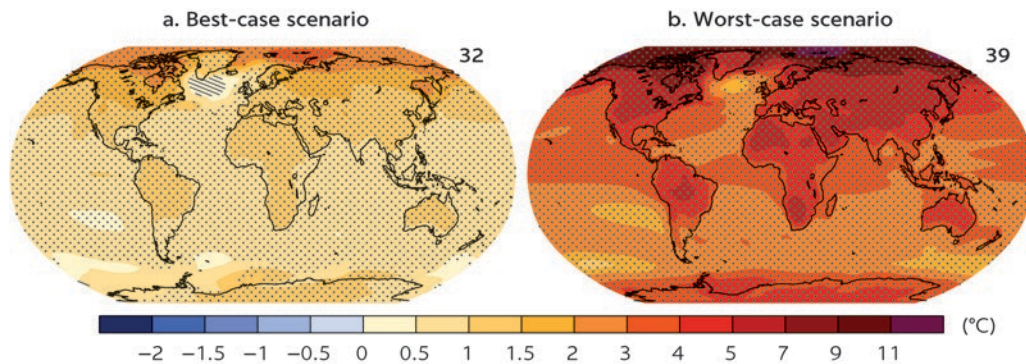 a. Best-case scenario
b. Worst-case scenario
32
39
−2 −1.5 −1 −0.5 0 0.5 1 1.5 2 3 4 5 7 9 11 (°C)